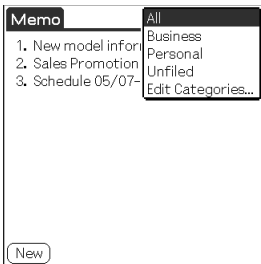 Memo
All
Business
Personal
Unfiled
Edit Categories...
1. New model infor
2. Sales Promotion
3. Schedule 05/07-
New